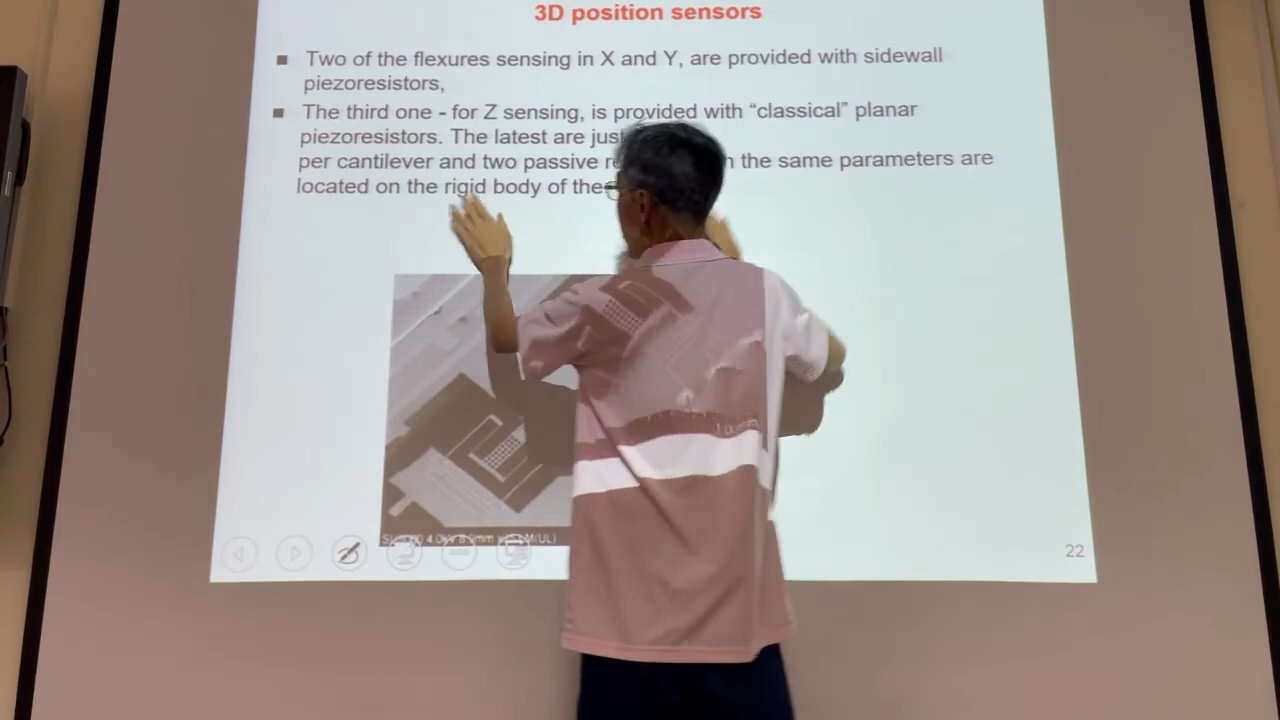 3D position sensors
Two of the flexures sensing in X and Y, are provided with sidewall
piezoresistors,
The third one - for Z sensing, is provided with “classical” planar
piezoresistors. The latest are
per cantilever and two passive the same parameters are
located on the rigid body of the
22